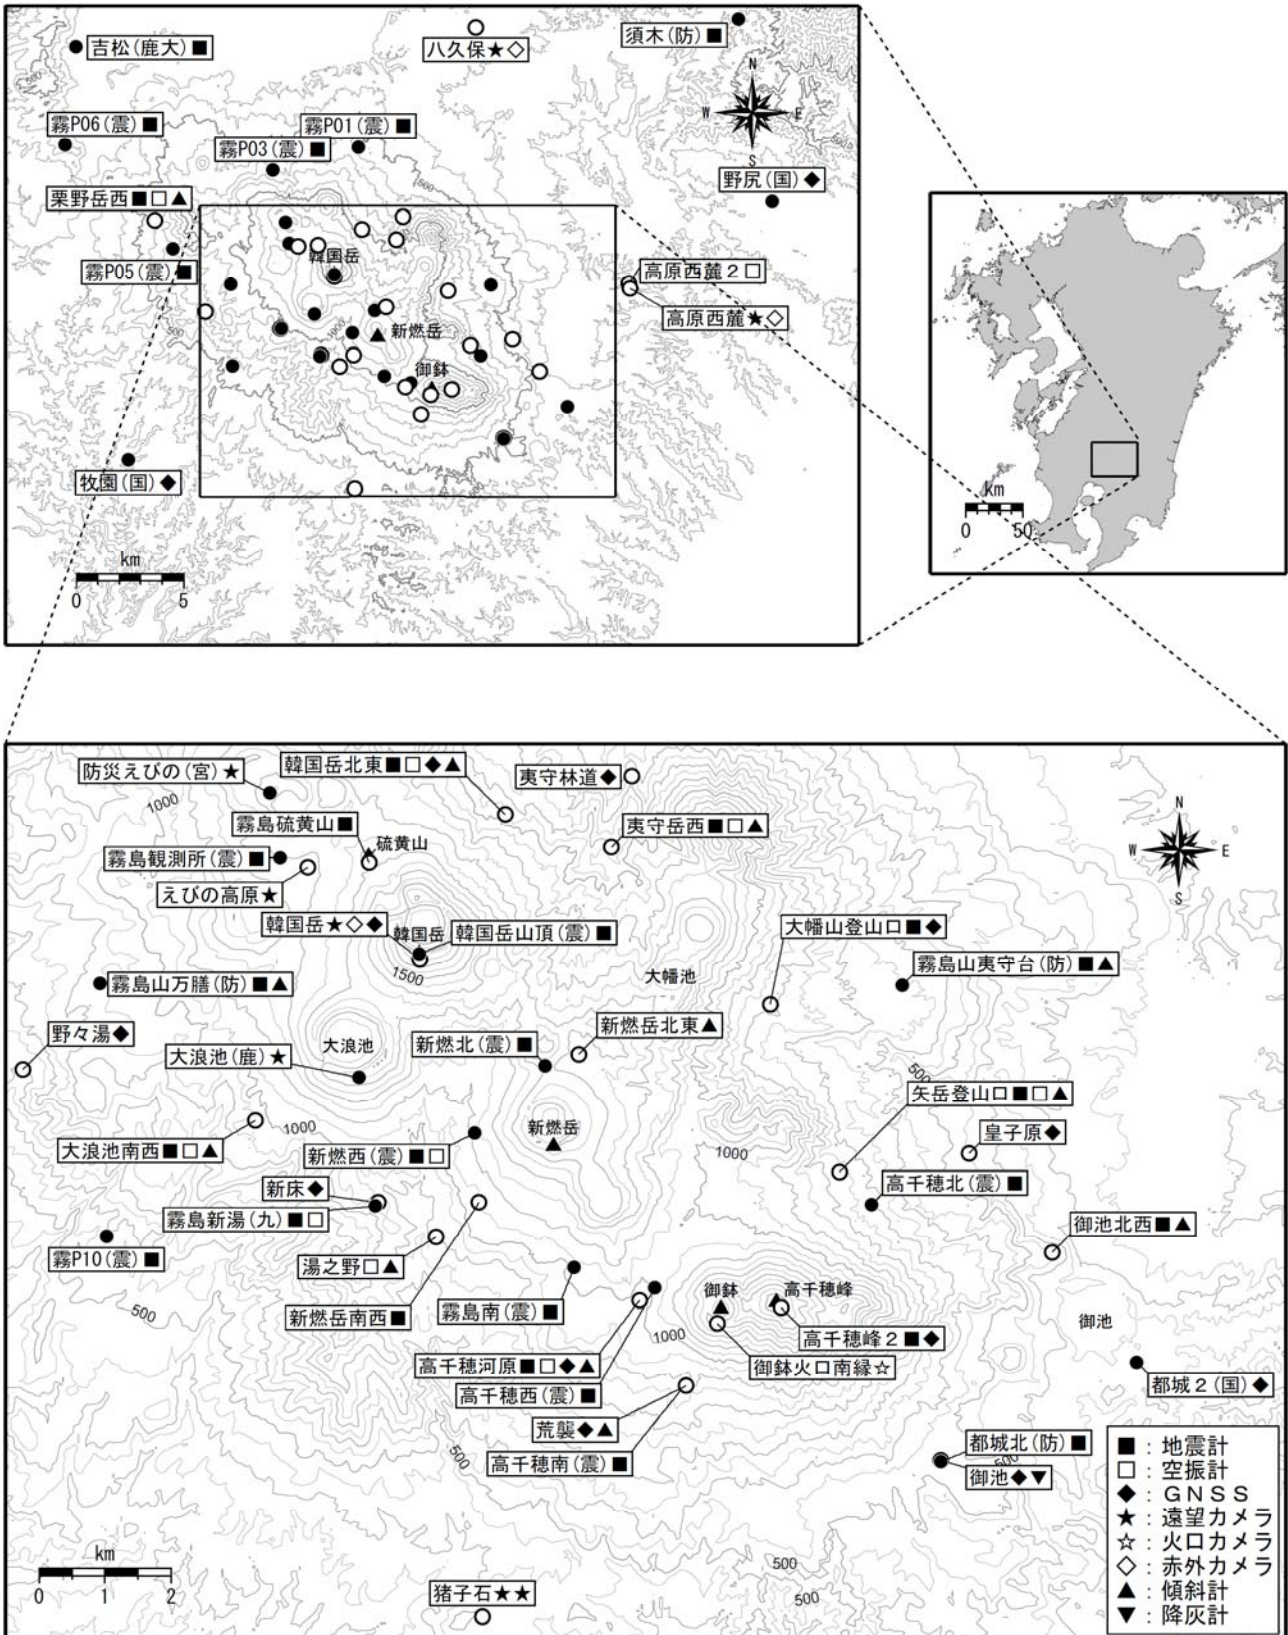 吉松(鹿大)■
八久保★◇
須木(防)■
N
W E
S
霧P06(震)■
霧P01(震)■
霧P03(震)■
野尻(国)◆
栗野岳西■□▲
500
500
500
韓国岳
霧P05(震)■
高原西麓2□
高原西麓★◇
500
1000
新燃岳
御鉢
牧園(国)◆
km
0 5
km
0 50
防災えびの(宮)★
韓国岳北東■□◆▲
夷守林道◆
1000
霧島硫黄山■
硫黄山
夷守岳西■□▲
N
W E
S
霧島観測所(震)■
えびの高原★
韓国岳★◇◆
韓国岳
韓国岳山頂(震)■
大幡山登山口■◆
1500
大幡池
霧島山夷守台(防)■▲
霧島山万膳(防)■▲
野々湯◆
大浪池
大浪池(鹿)★
新燃北(震)■
新燃岳北東▲
500
矢岳登山口■□▲
1000
新燃岳
皇子原◆
大浪池南西■□▲
新燃西(震)■□
1000
高千穂北(震)■
新床◆
霧島新湯(九)■□
御池北西■▲
霧P10(震)■
湯之野□▲
500
新燃岳南西■
霧島南(震)■
御鉢
高千穂峰
御池
1000
高千穂峰2■◆
高千穂河原■□◆▲
御鉢火口南縁☆
高千穂西(震)■
都城2(国)◆
荒襲◆▲
500
高千穂南(震)■
都城北(防)■
500
御池◆▼
km
0 1 2
500
500
猪子石★★
■:地震計
□:空振計
◆:GNSS
★:遠望カメラ
☆:火口カメラ
◇:赤外カメラ
▲:傾斜計
▼:降灰計